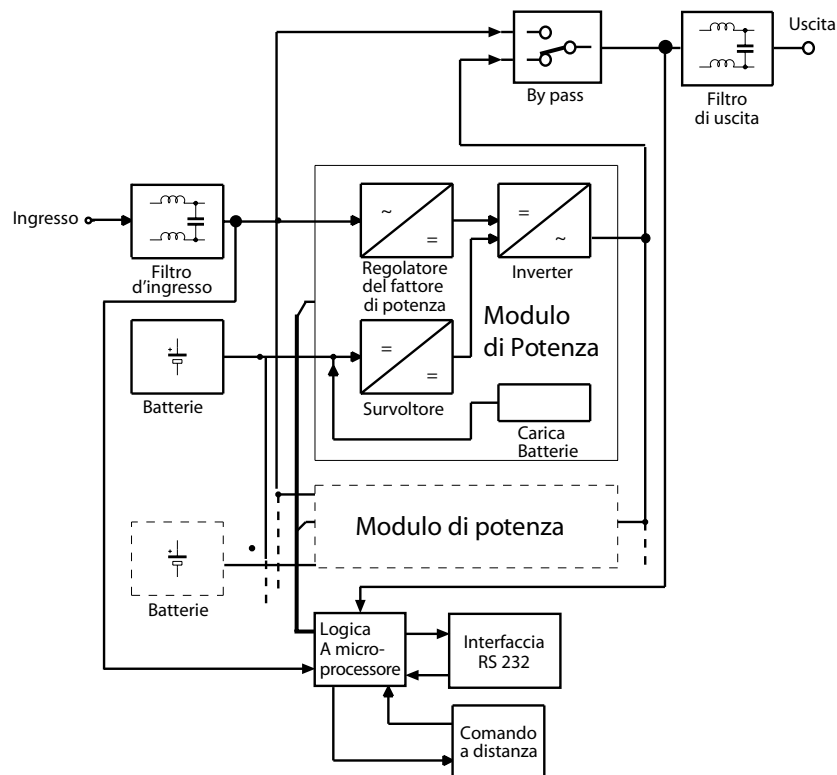 Uscita
By pass
Filtro
di uscita
Ingresso
~
=
=
~
Filtro
d'ingresso
Regolatore
del fattore
di potenza
Inverter
Modulo
di Potenza
+
=
=
Batterie
Survoltore
Carica
Batterie
Modulo di potenza
+
Batterie
Logica
A micro-
processore
Interfaccia
RS 232
Comando
a distanza